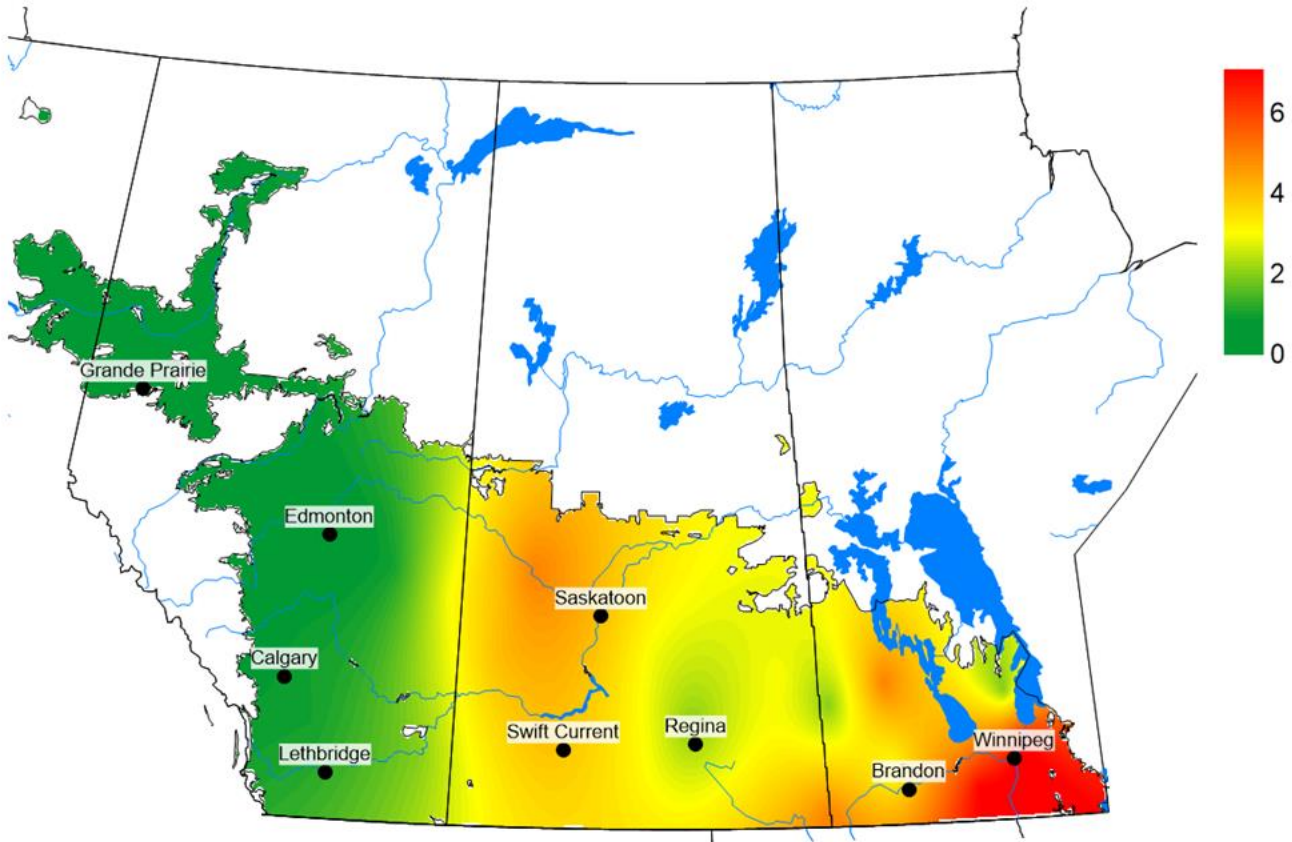 6
4
2
0
Grande Prairie
Edmonton
Saskatoon
Calgary
Swift Current
Regina
Lethbridge
Winnipeg
Brandon